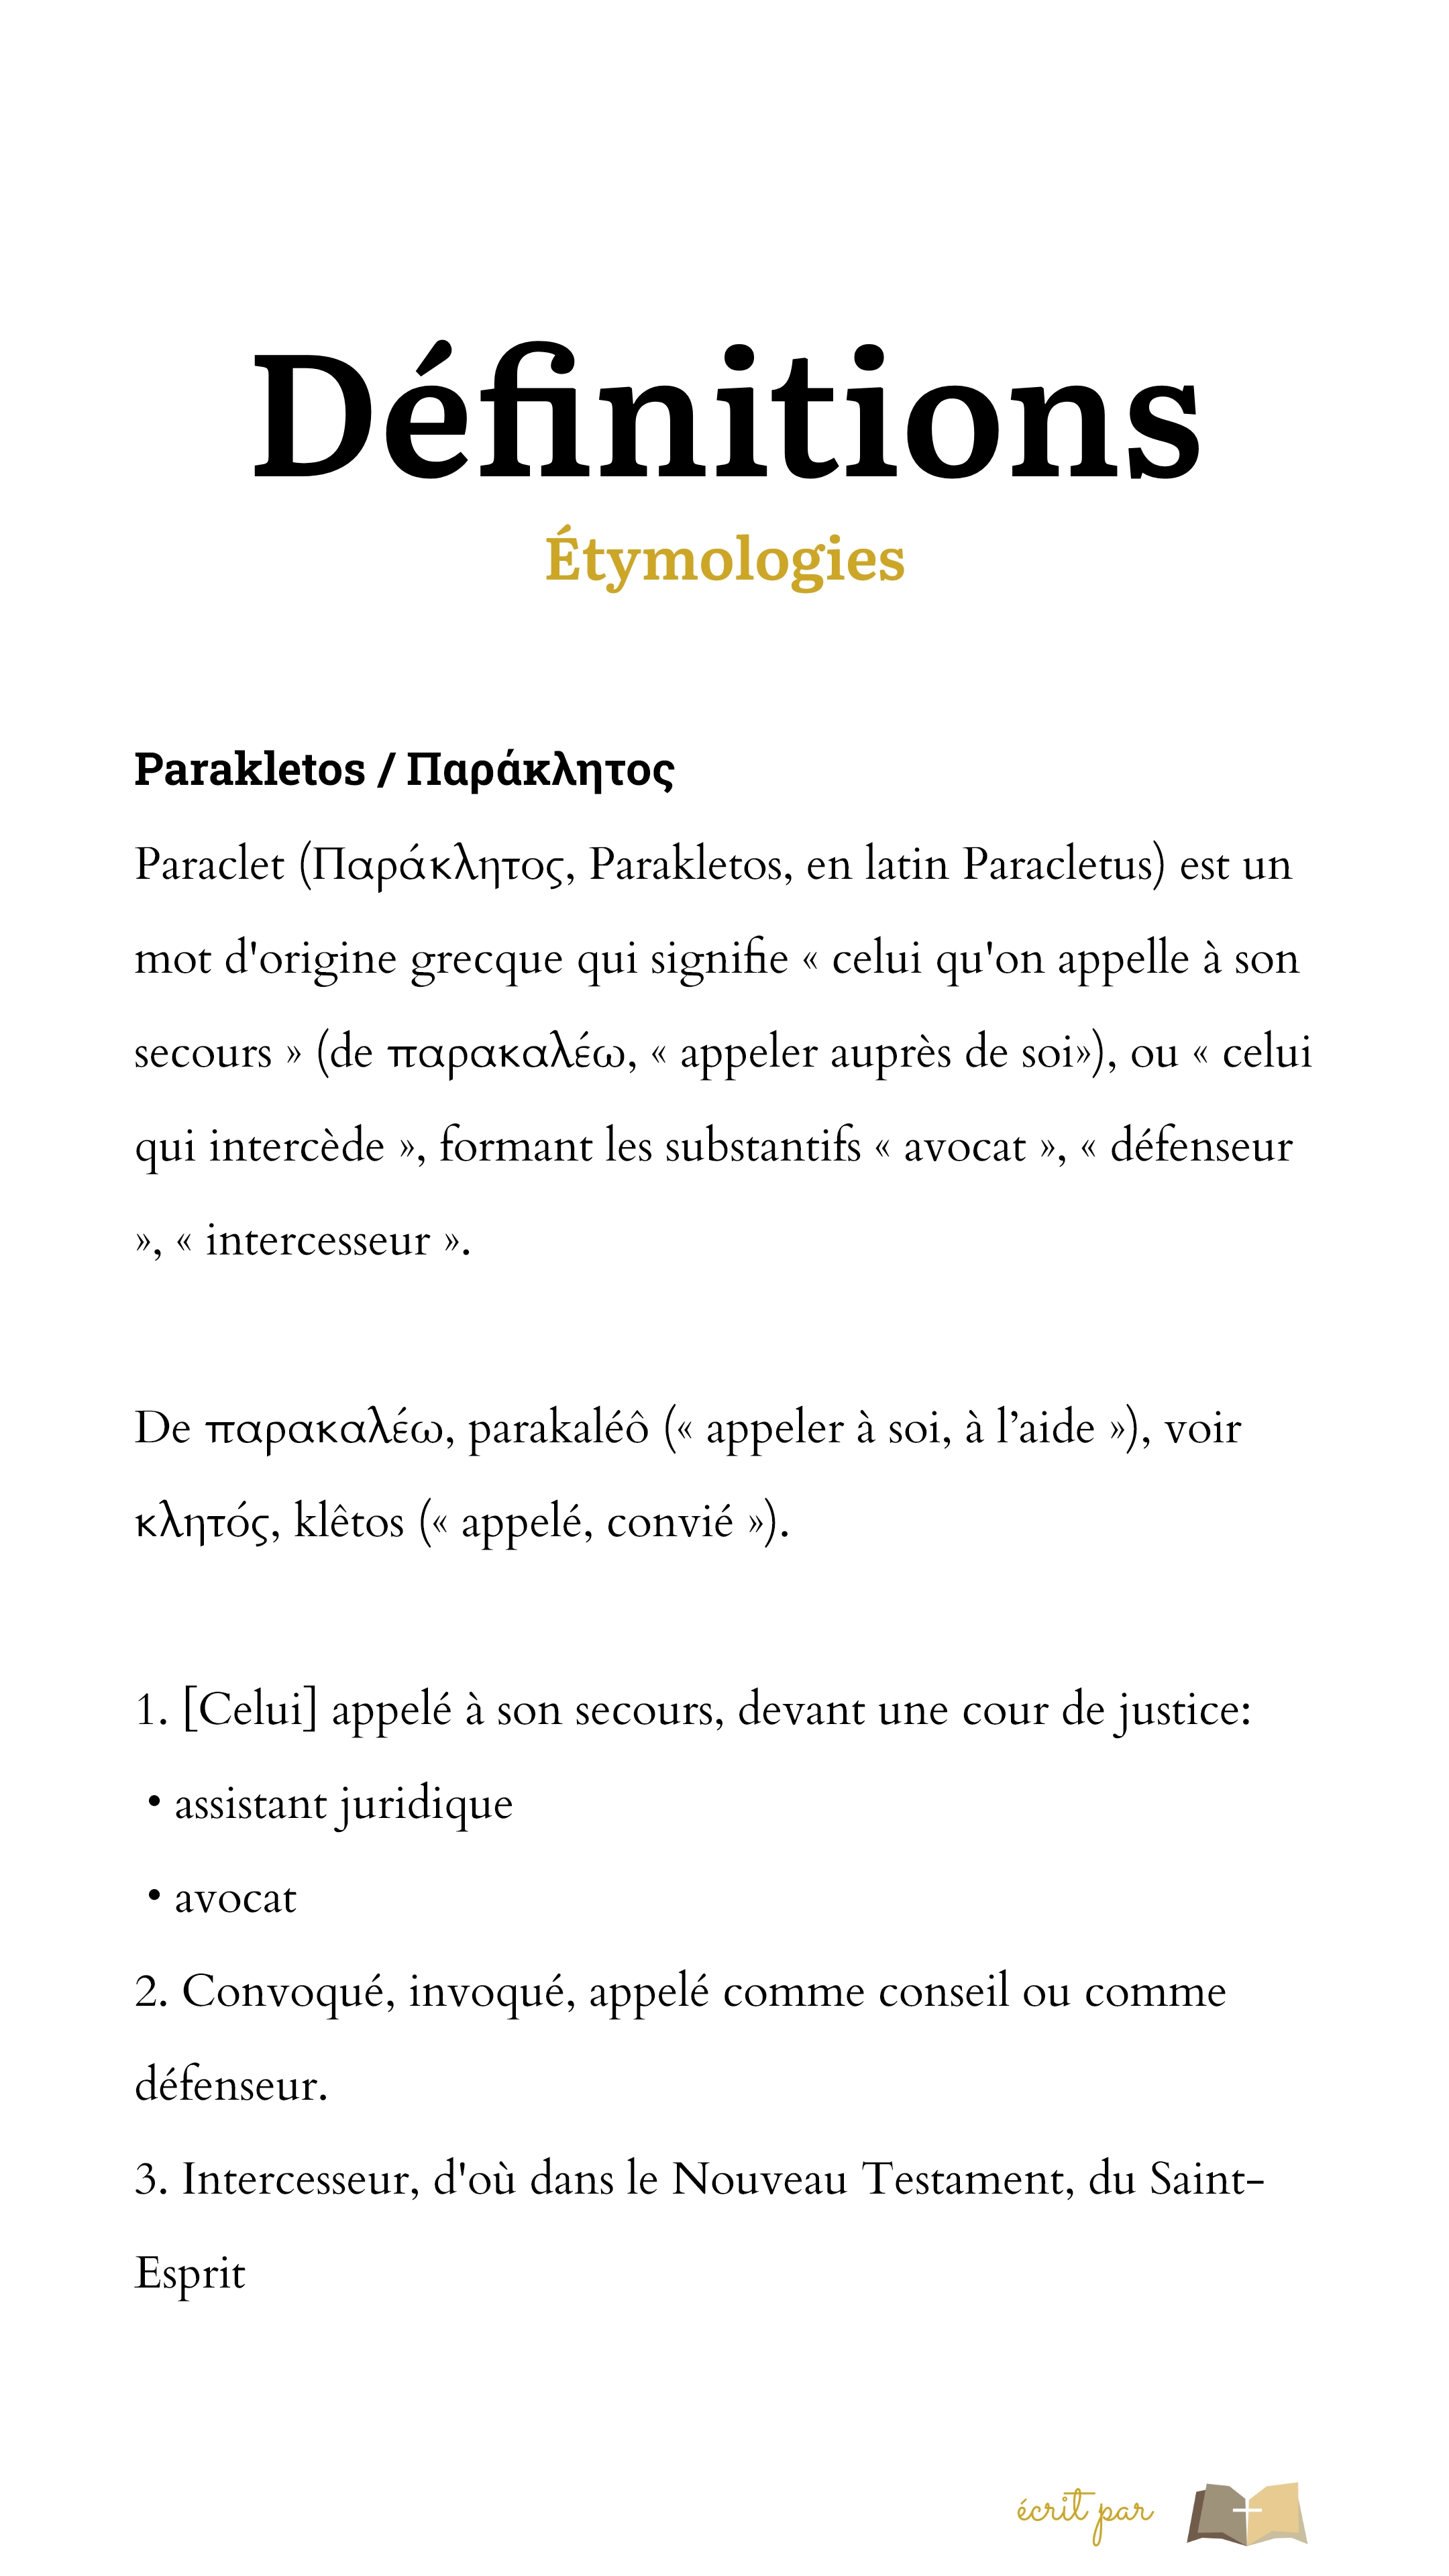 Définitions
Étymologies
Parakletos / Παράκλητος
Paraclet (Παράκλητος, Parakletos, en latin Paracletus) est un
mot d'origine grecque qui signifie « celui qu'on appelle à son
secours » (de παρακαλέω, « appeler auprès de soi»), ou « celui
qui intercède », formant les substantifs « avocat », « défenseur
», « intercesseur ».
De παρακαλέω, parakaléô (« appeler à soi, à l’aide »), voir
κλητός, klêtos (« appelé, convié »).
1. [Celui] appelé à son secours, devant une cour de justice:
• assistant juridique
• avocat
2. Convoqué, invoqué, appelé comme conseil ou comme
défenseur.
3. Intercesseur, d'où dans le Nouveau Testament, du Saint-
Esprit
écrit par